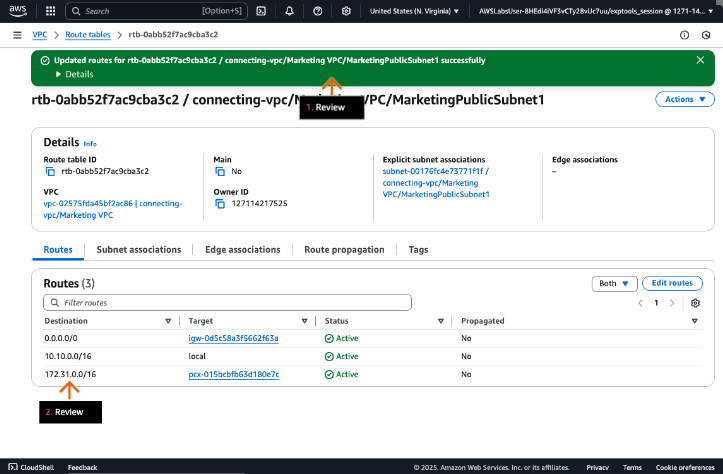 aws
Search [Option+S]
United States (N. Virginia)
AWSLabsUser-8HEdi4iVF3vCTy28vUc7uu/exptools_session @ 1271-14...
VPC > Route tables > rtb-0abb52f7ac9cba3c2
Updated routes for rtb-0abb52f7ac9cba3c2 / connecting-vpc/Marketing VPC/MarketingPublicSubnet1 successfully
Details
1. Review
rtb-0abb52f7ac9cba3c2 / connecting-vpc/ VPC/MarketingPublicSubnet1
Actions
Details Info
Route table ID
rtb-0abb52f7ac9cba3c2
Main
No
Explicit subnet associations
subnet-00176fc4e73771f1f /
connecting-vpc/Marketing
VPC/MarketingPublicSubnet1
Edge associations
–
VPC
vpc-02575fda45bf2ac86 | connecting-
vpc/Marketing VPC
Owner ID
127114217525
Routes
Subnet associations
Edge associations
Route propagation
Tags
Routes (3)
Both
Edit routes
Filter routes
1
Destination Target Status Propagated
0.0.0.0/0 igw-0d5c58a3f5662f63a Active No
10.10.0.0/16 local Active No
172.31.0.0/16 pcx-015bcbfb63d180e7c Active No
2. Review
CloudShell Feedback © 2025, Amazon Web Services, Inc. or its affiliates. Privacy Terms Cookie preferences